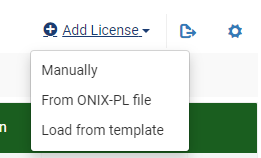 Add License
Manually
From ONIX-PL file
Load from template
n